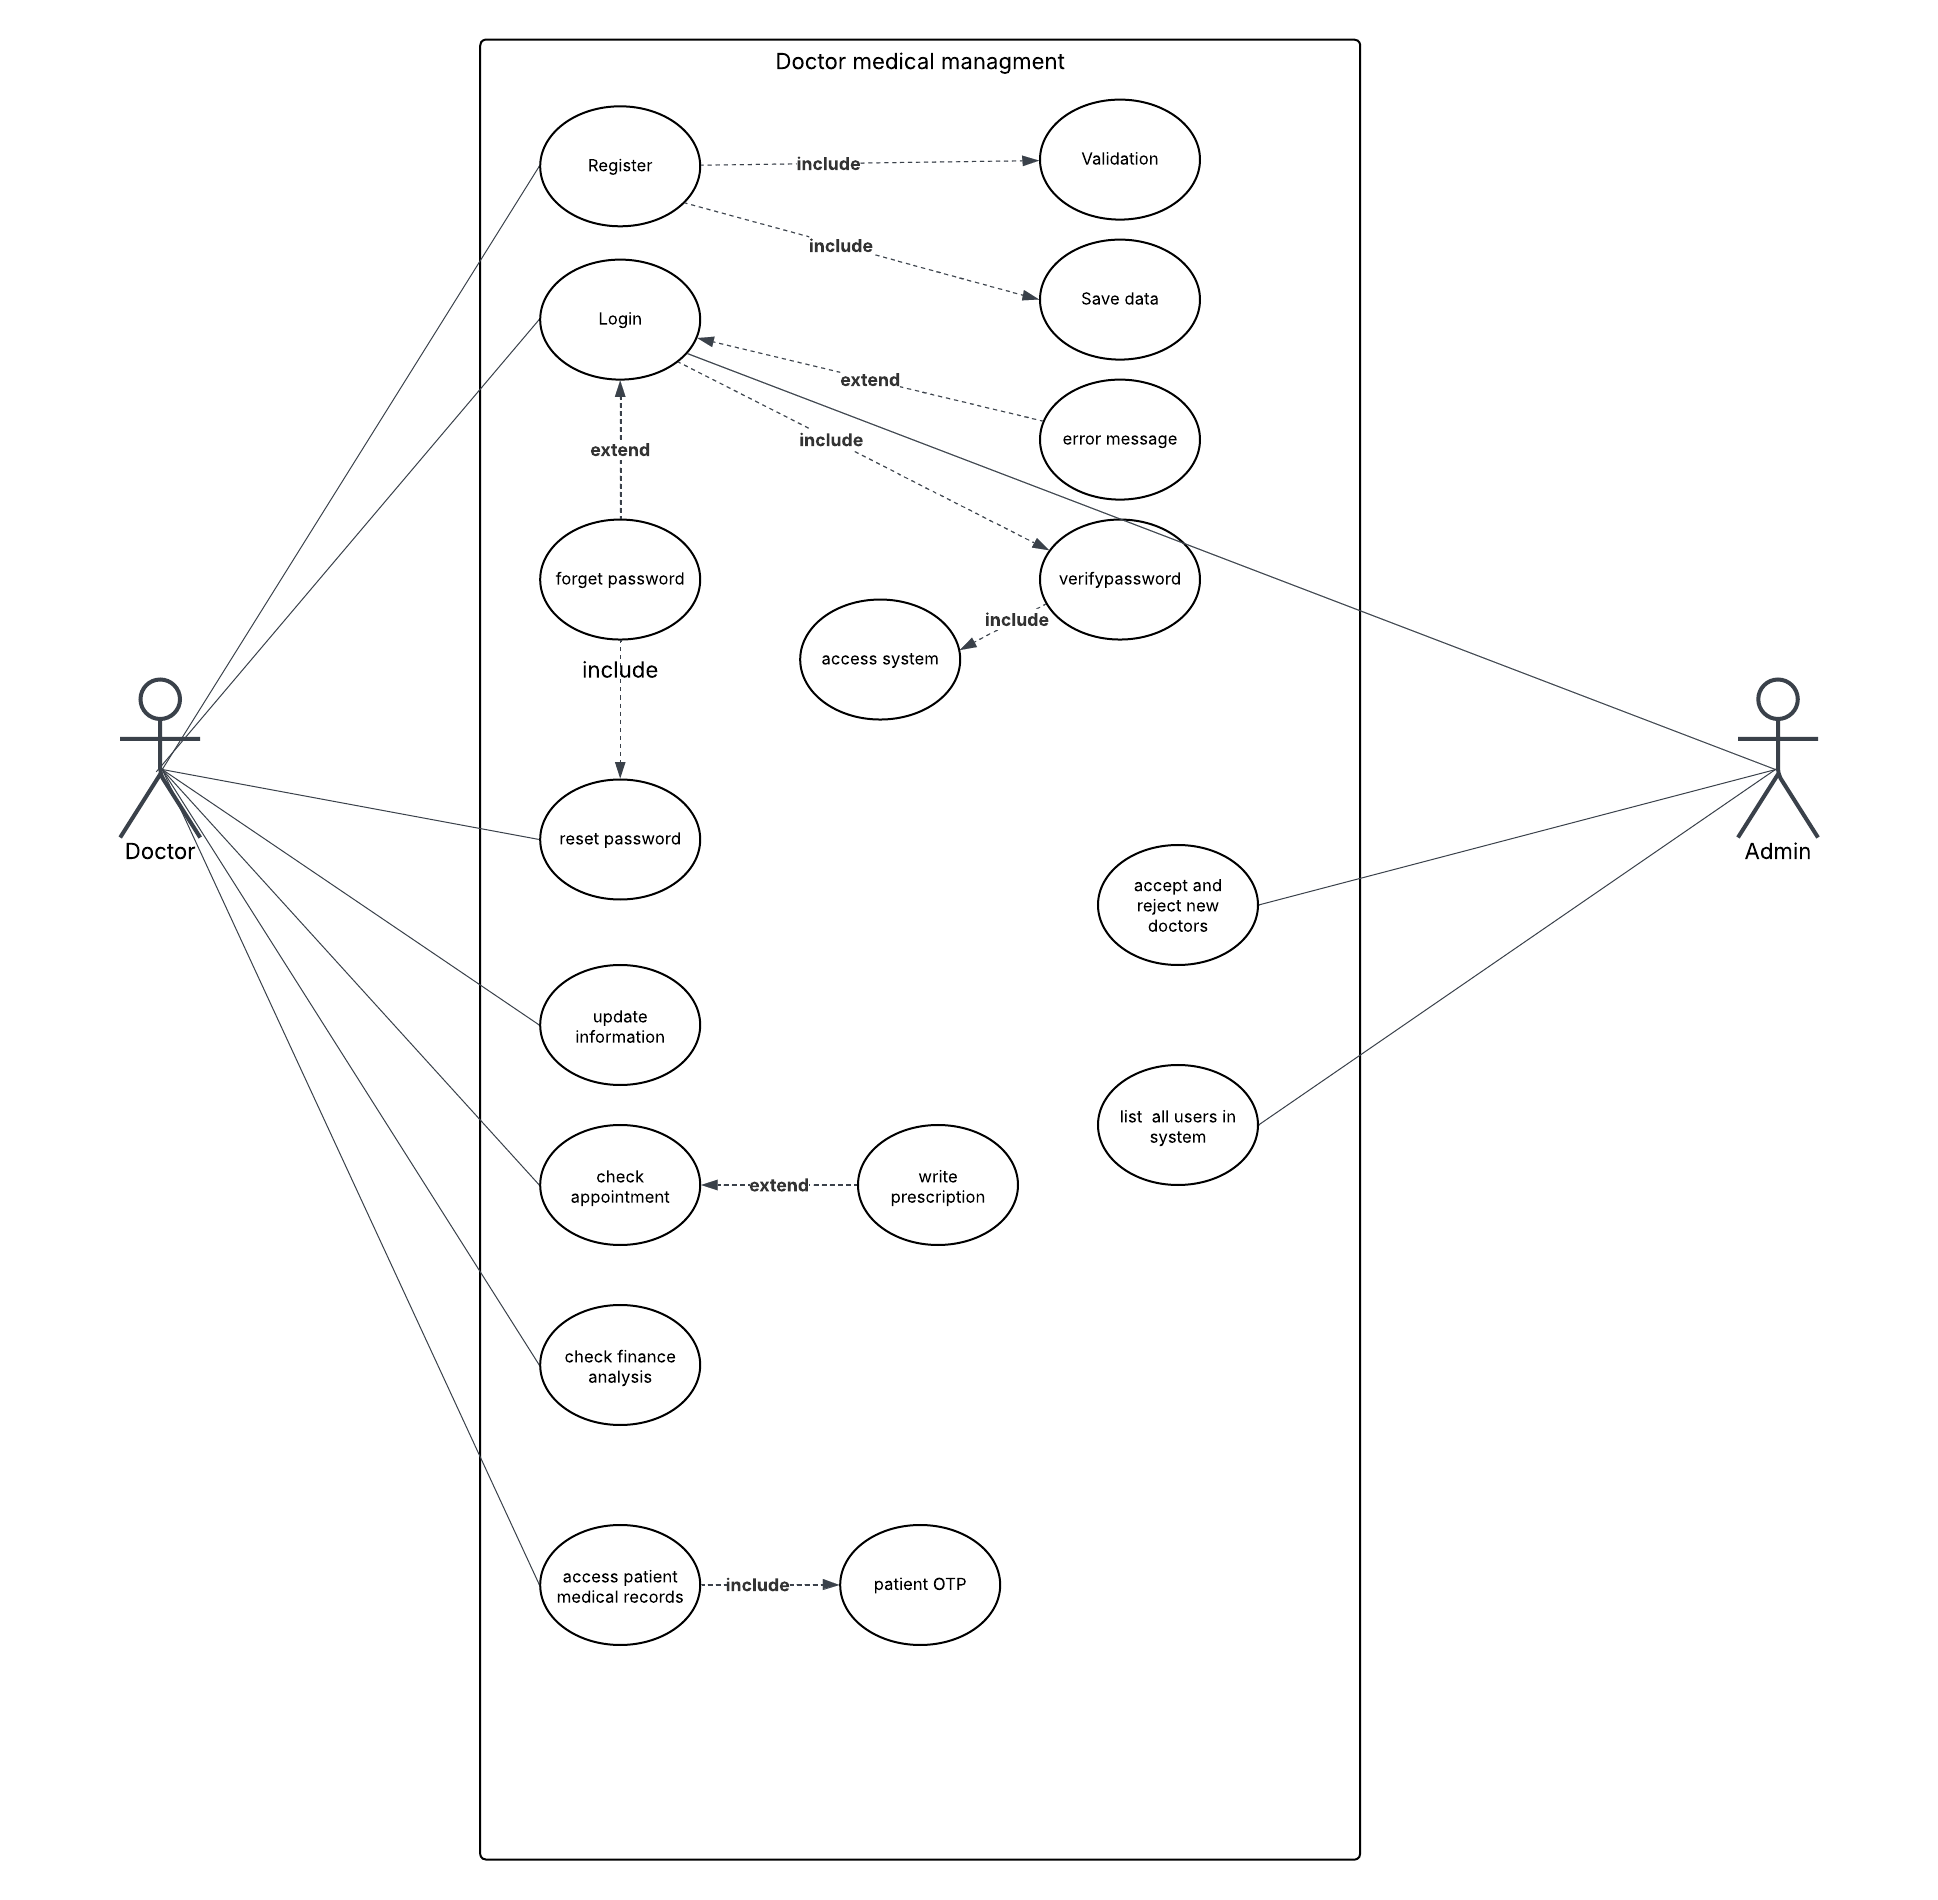 Doctor medical managment
Register
include
Validation
include
Save data
Login
extend
error message
include
extend
forget password
verifypassword
include
access system
include
Doctor
Admin
reset password
accept and
reject new
doctors
update
information
list  all users in
system
check
appointment
extend
write
prescription
check finance
analysis
access patient
medical records
include
patient OTP